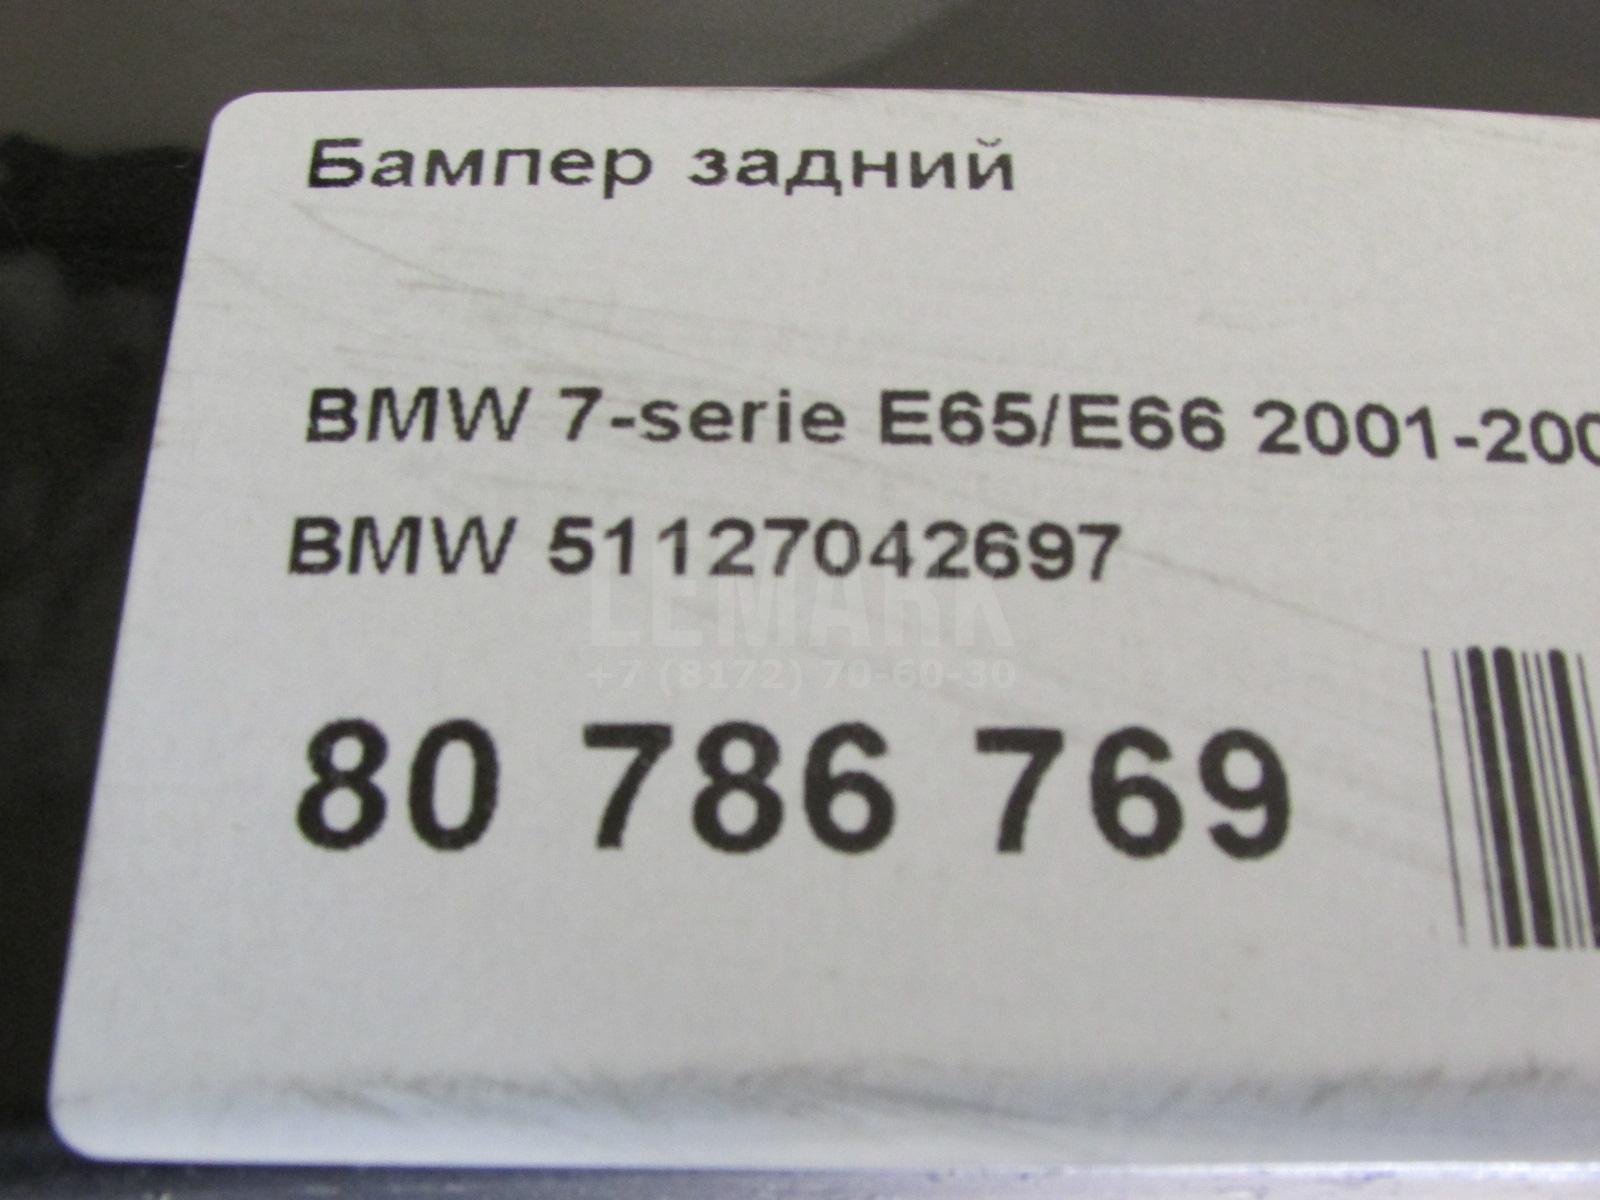 Бампер задний
BMW 7-serie E65/E66 2001-200
BMW 51127042697
LEMARK
+7 (8172) 70-60-30
80 786 769